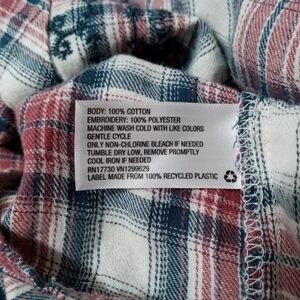 BODY: 100% COTTON
EMBROIDERY: 100% POLYESTER
MACHINE WASH COLD WITH LIKE COLORS
GENTLE CYCLE
ONLY NON-CHLORINE BLEACH IF NEEDED
TUMBLE DRY LOW, REMOVE PROMPTLY
COOL IRON IF NEEDED
RN17730 VN1299629
LABEL MADE FROM 100% RECYCLED PLASTIC